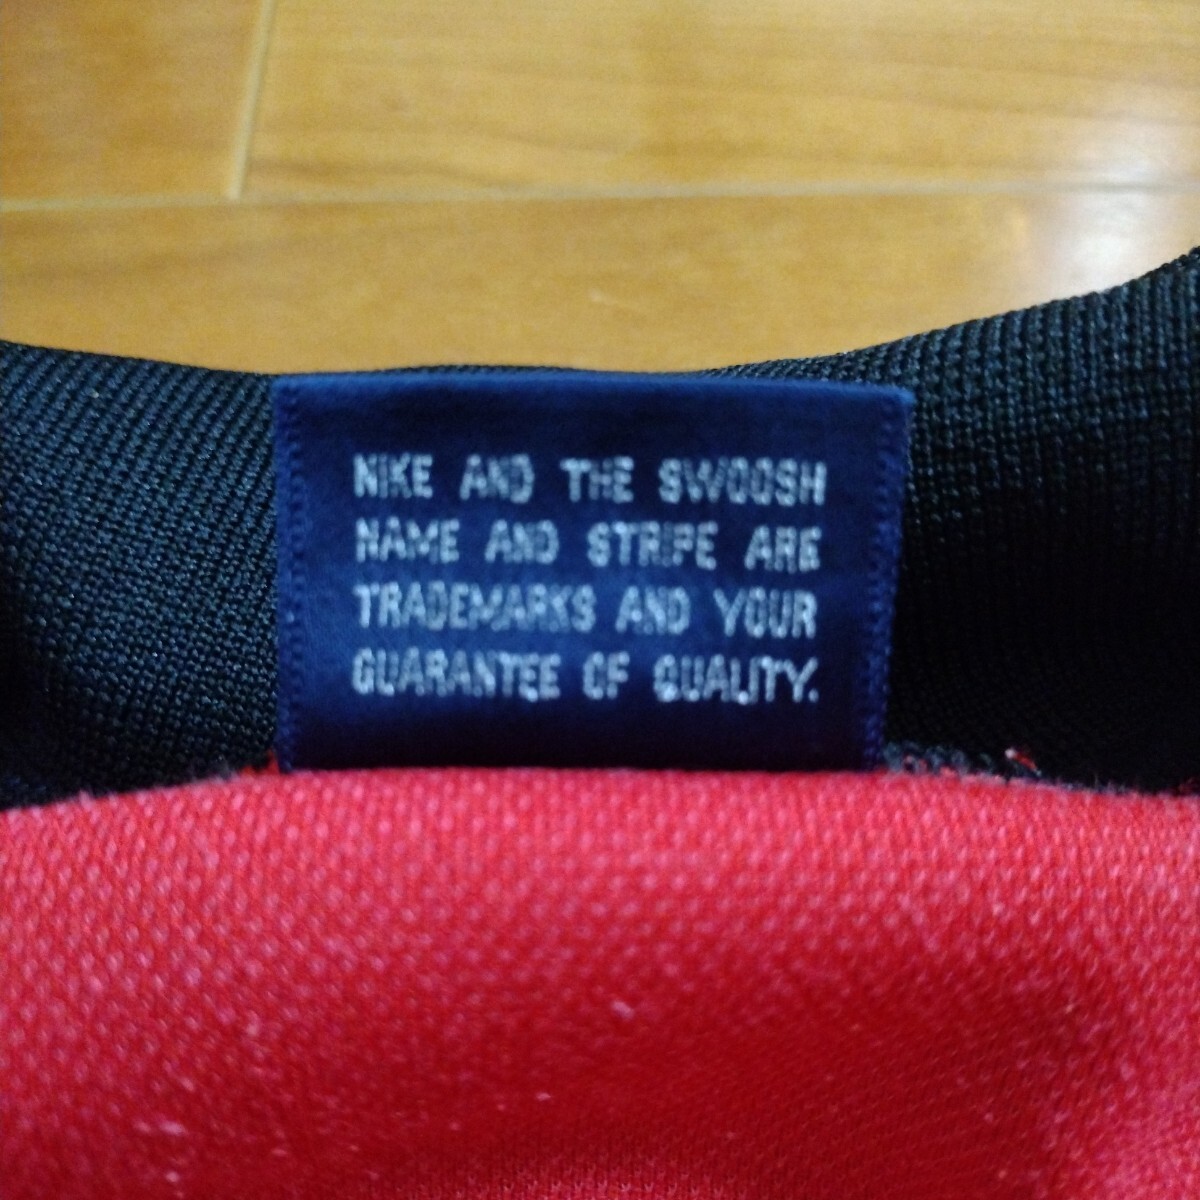 NIKE AND THE SWOOSH
NAME AND STRIPE ARE
TRADEMARKS AND YOUR
GUARANTEE OF QUALITY.